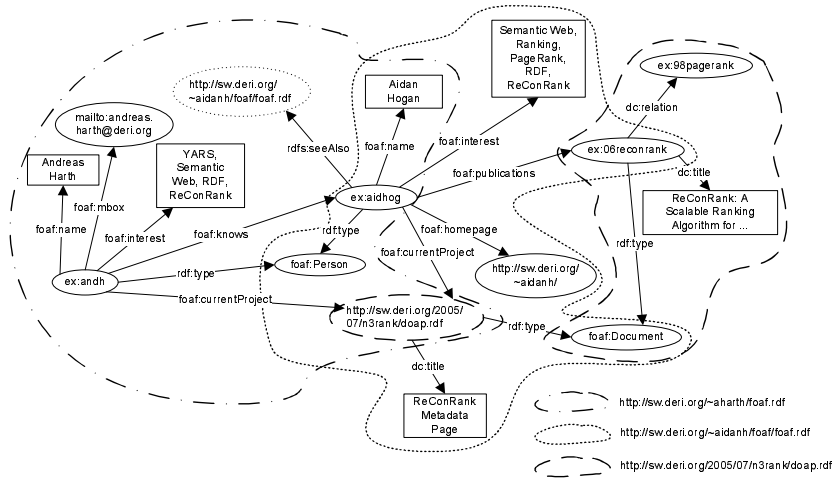 Semantic Web,
Ranking,
PageRank,
RDF,
ReConRank
ex:98pagerank
http://sw.deri.org/
~aidanh/foaf/foaf.rdf
Aidan
Hogan
dc:relation
mailto:andreas.
harth@deri.org
foaf:interest
foaf:name
YARS,
Semantic
Web, RDF,
ReConRank
rdfs:seeAlso
ex:06reconrank
Andreas
Harth
foaf:publications
dc:title
foaf:mbox
ex:aidhog
ReConRank: A
Scalable Ranking
Algorithm for ...
foaf:name
foaf:interest
foaf:knows
rdf:type
foaf:homepage
rdf:type
foaf:currentProject
foaf:Person
rdf:type
http://sw.deri.org/
~aidanh/
ex:andh
foaf:currentProject
http://sw.deri.org/2005/
07/n3rank/doap.rdf
rdf:type
foaf:Document
dc:title
ReConRank
Metadata
Page
http://sw.deri.org/~aharth/foaf.rdf
http://sw.deri.org/~aidanh/foaf/foaf.rdf
http://sw.deri.org/2005/07/n3rank/doap.rdf